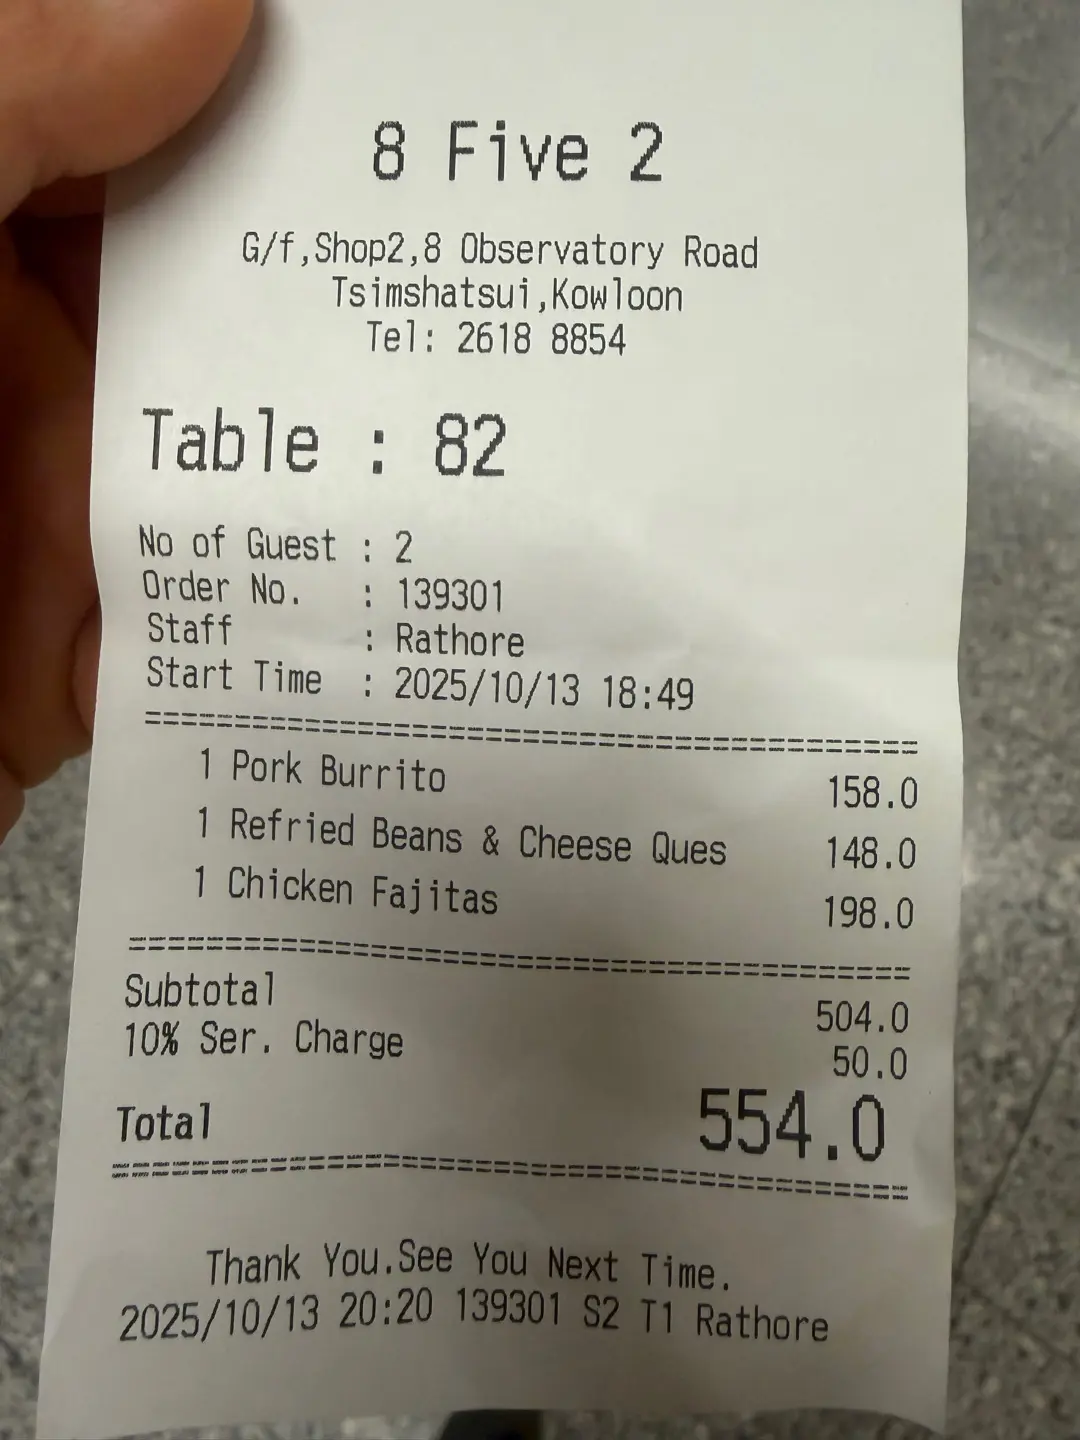 8 Five 2
G/f,Shop2,8 Observatory Road
Tsimshatsui,Kowloon
Tel: 2618 8854
Table : 82
No of Guest : 2
Order No. : 139301
Staff : Rathore
Start Time : 2025/10/13 18:49
1 Pork Burrito 158.0
1 Refried Beans & Cheese Ques 148.0
1 Chicken Fajitas 198.0
Subtotal 504.0
10% Ser. Charge 50.0
Total 554.0
Thank You.See You Next Time.
2025/10/13 20:20 139301 S2 T1 Rathore